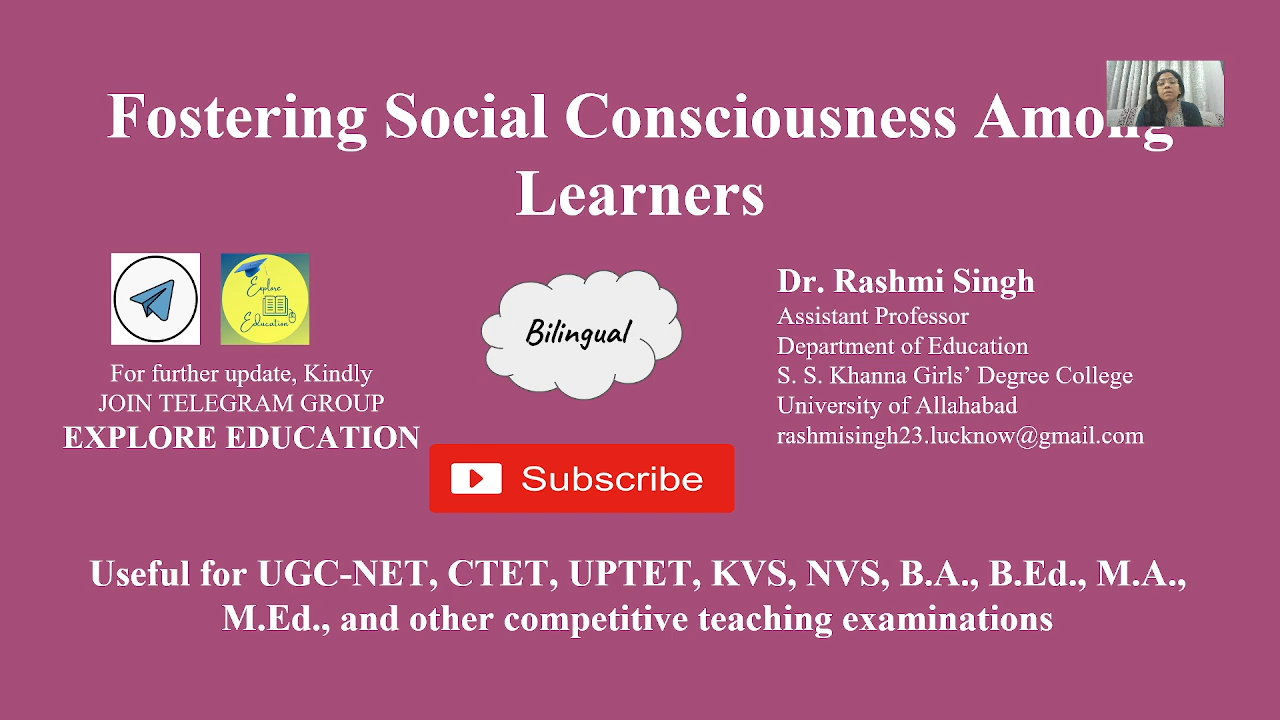 Fostering Social Consciousness Among
Learners
Explore
Education
For further update, Kindly
JOIN TELEGRAM GROUP
EXPLORE EDUCATION
Bilingual
Dr. Rashmi Singh
Assistant Professor
Department of Education
S. S. Khanna Girls’ Degree College
University of Allahabad
rashmisingh23.lucknow@gmail.com
Subscribe
Useful for UGC-NET, CTET, UPTET, KVS, NVS, B.A., B.Ed., M.A.,
M.Ed., and other competitive teaching examinations